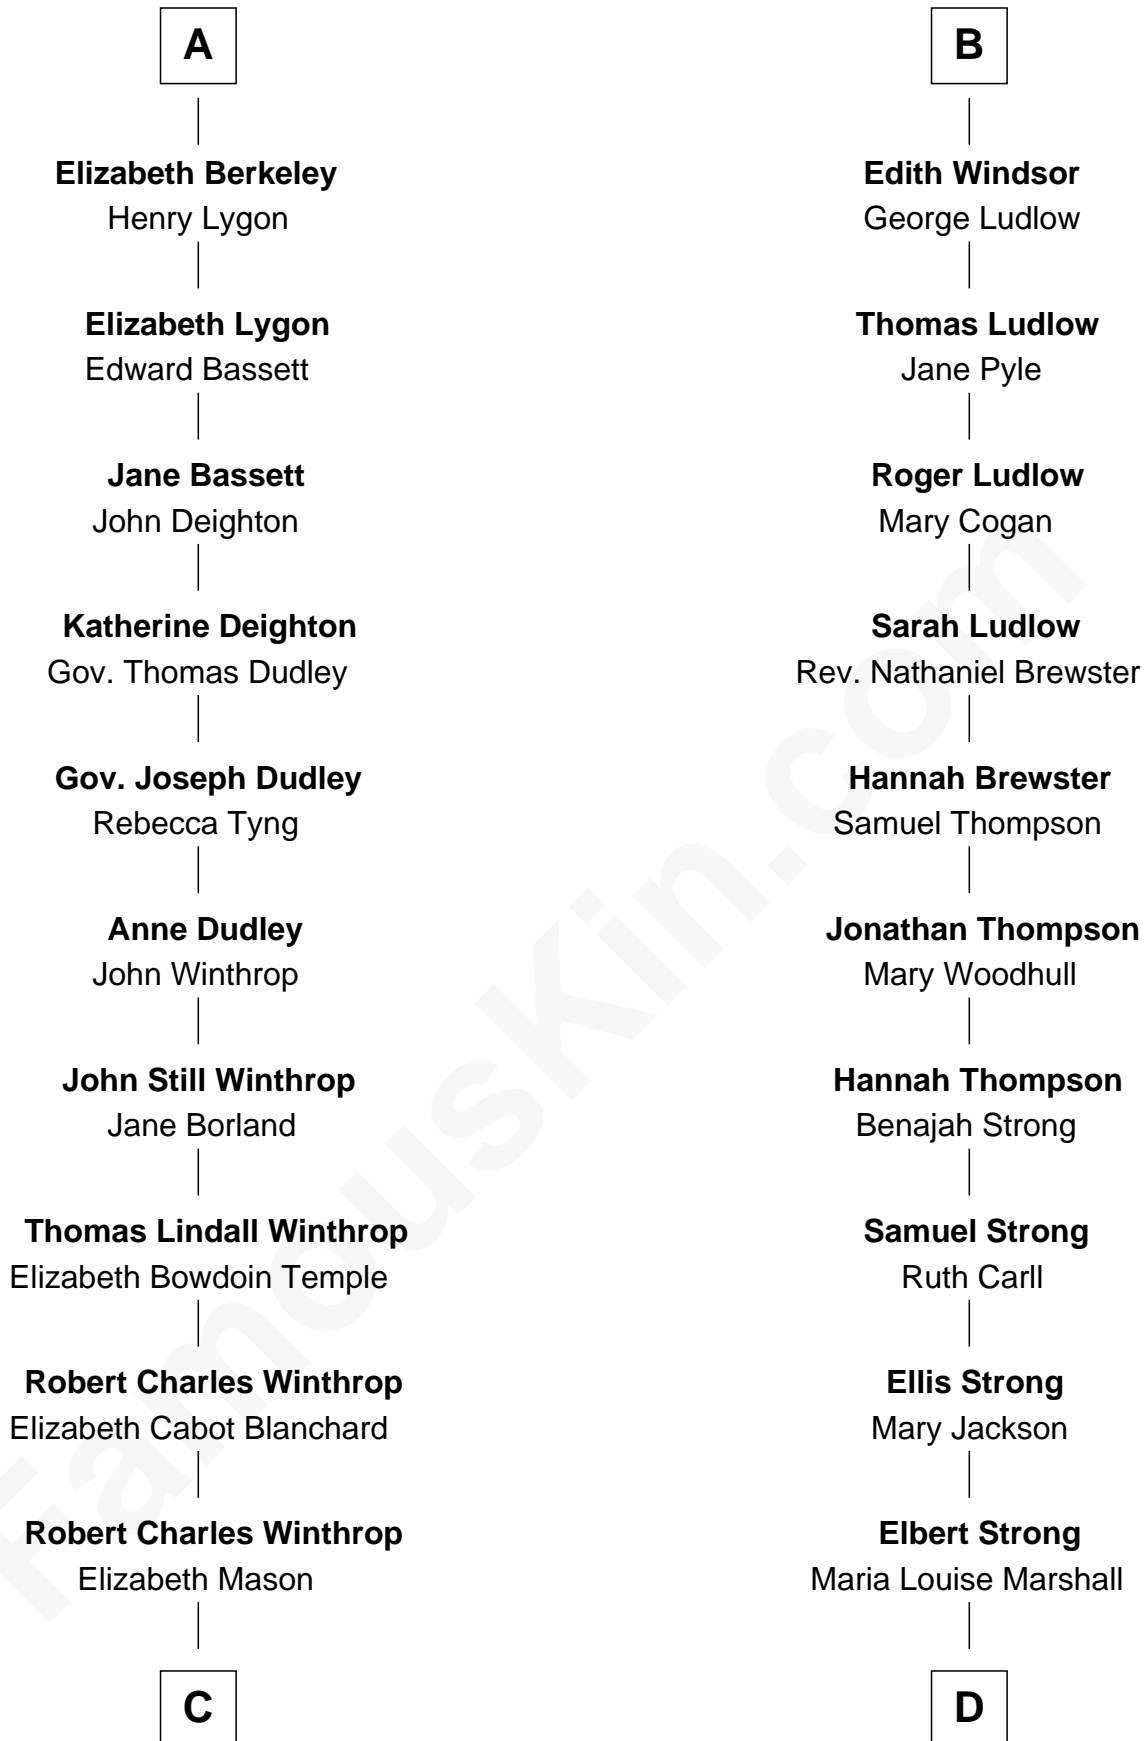 A
Elizabeth Berkeley
Henry Lygon
Elizabeth Lygon
Edward Bassett
Jane Bassett
John Deighton
Katherine Deighton
Gov. Thomas Dudley
Gov. Joseph Dudley
Rebecca Tyng
Anne Dudley
John Winthrop
John Still Winthrop
Jane Borland
Thomas Lindall Winthrop
Elizabeth Bowdoin Temple
Robert Charles Winthrop
Elizabeth Cabot Blanchard
Robert Charles Winthrop
Elizabeth Mason
C
B
Edith Windsor
George Ludlow
Thomas Ludlow
Jane Pyle
Roger Ludlow
Mary Cogan
Sarah Ludlow
Rev. Nathaniel Brewster
Hannah Brewster
Samuel Thompson
Jonathan Thompson
Mary Woodhull
Hannah Thompson
Benajah Strong
Samuel Strong
Ruth Carll
Ellis Strong
Mary Jackson
Elbert Strong
Maria Louise Marshall
D
FamousKin.com